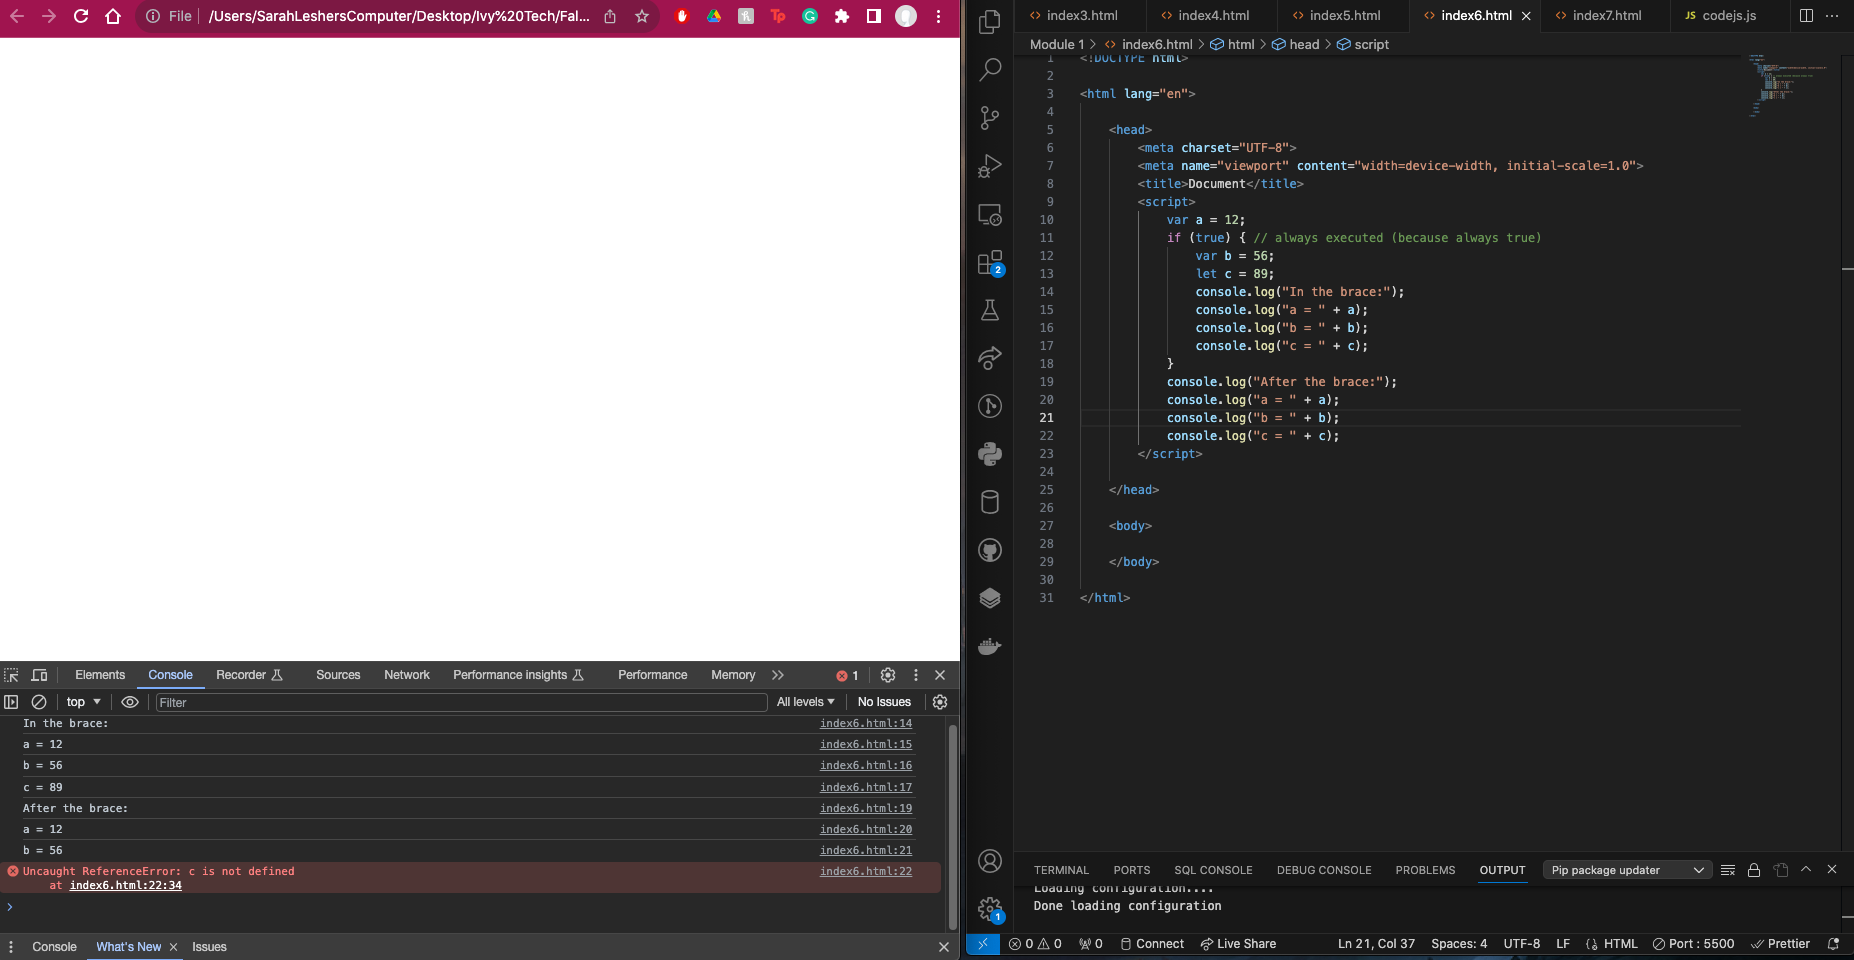 File /Users/SarahLeshersComputer/Desktop/Ivy%20Tech/Fal...
Elements Console Recorder Sources Network Performance insights Performance Memory 1
top Filter All levels No Issues
In the brace: index6.html:14
a = 12 index6.html:15
b = 56 index6.html:16
c = 89 index6.html:17
After the brace: index6.html:19
a = 12 index6.html:20
b = 56 index6.html:21
Uncaught ReferenceError: c is not defined index6.html:22
at index6.html:22:34
Console What's New Issues
index3.html index4.html index5.html index6.html index7.html JS codejs.js
Module 1 > index6.html > html > head > script
1 <!DOCTYPE html>
2
3 <html lang="en">
4
5 <head>
6 <meta charset="UTF-8">
7 <meta name="viewport" content="width=device-width, initial-scale=1.0">
8 <title>Document</title>
9 <script>
10 var a = 12;
11 if (true) { // always executed (because always true)
12 var b = 56;
13 let c = 89;
14 console.log("In the brace:");
15 console.log("a = " + a);
16 console.log("b = " + b);
17 console.log("c = " + c);
18 }
19 console.log("After the brace:");
20 console.log("a = " + a);
21 console.log("b = " + b);
22 console.log("c = " + c);
23 </script>
24
25 </head>
26
27 <body>
28
29 </body>
30
31 </html>
2
1
TERMINAL PORTS SQL CONSOLE DEBUG CONSOLE PROBLEMS OUTPUT Pip package updater
Loading configuration....
Done loading configuration
0 0 0 Connect Live Share Ln 21, Col 37 Spaces: 4 UTF-8 LF HTML Port : 5500 Prettier